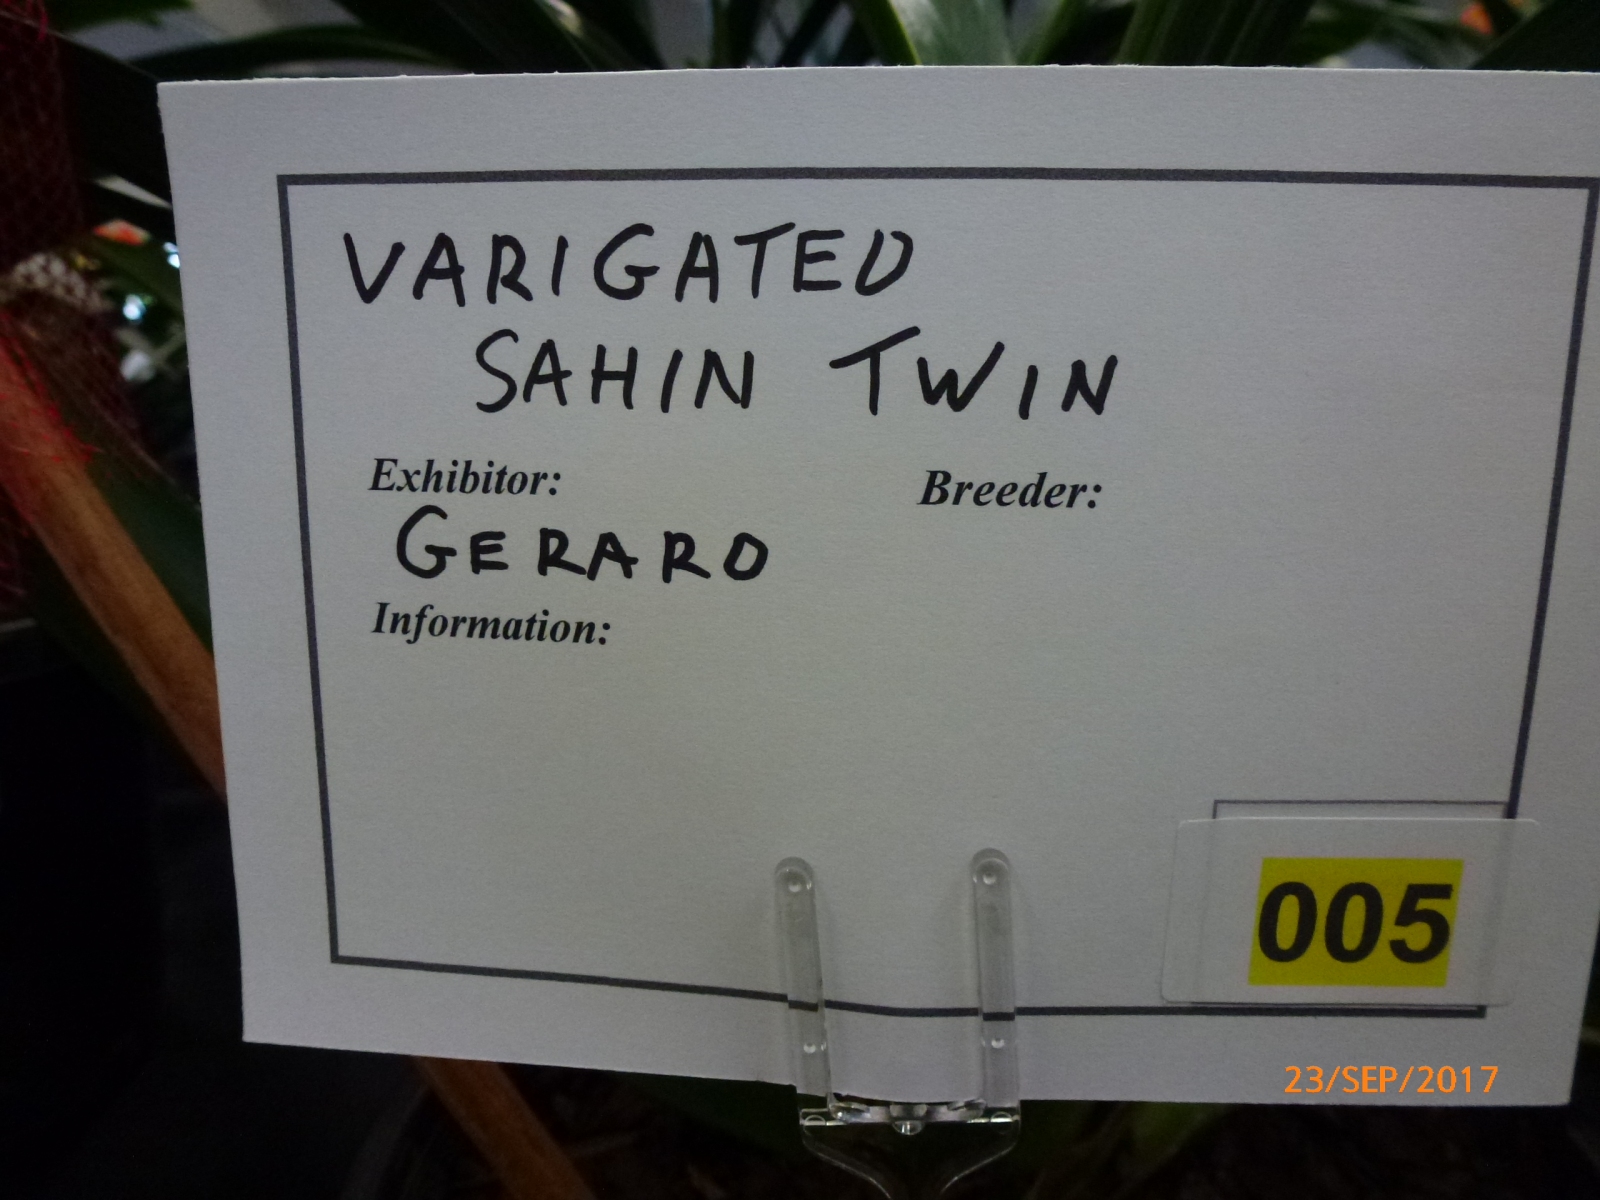 VARIGATED
SAHIN TWIN
Exhibitor: Breeder:
GERARD
Information:
005
23/SEP/2017